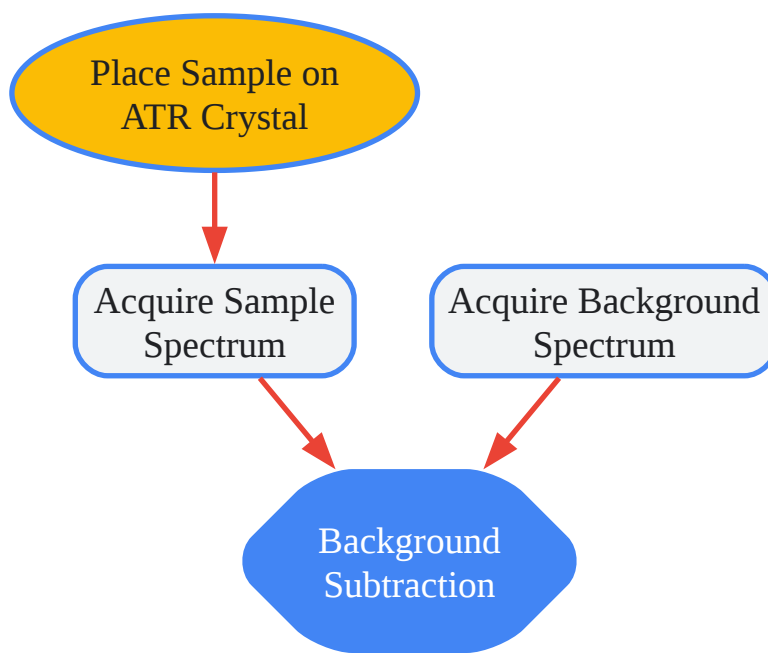 Place Sample on
ATR Crystal
Acquire Sample
Spectrum
Acquire Background
Spectrum
Background
Subtraction